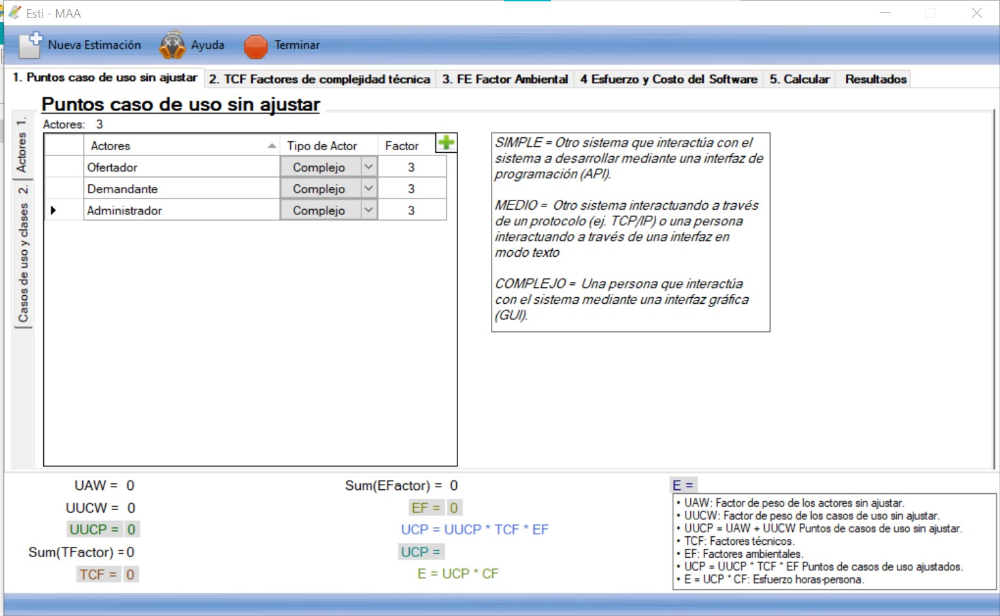 Esti - MAA
Nueva Estimación Ayuda Terminar
1. Puntos caso de uso sin ajustar 2. TCF Factores de complejidad técnica 3. FE Factor Ambiental 4 Esfuerzo y Costo del Software 5. Calcular Resultados
Puntos caso de uso sin ajustar
Actores: 3
Actores 1.
Casos de uso y clases 2.
Actores Tipo de Actor Factor
Ofertador Complejo 3
Demandante Complejo 3
Administrador Complejo 3
SIMPLE = Otro sistema que interactúa con el
sistema a desarrollar mediante una interfaz de
programación (API).
MEDIO = Otro sistema interactuando a través
de un protocolo (ej. TCP/IP) o una persona
interactuando a través de una interfaz en
modo texto
COMPLEJO = Una persona que interactúa
con el sistema mediante una interfaz gráfica
(GUI).
UAW = 0
UUCW = 0
UUCP = 0
Sum(TFactor) = 0
TCF = 0
Sum(EFactor) = 0
EF = 0
UCP = UUCP * TCF * EF
UCP =
E = UCP * CF
E =
• UAW: Factor de peso de los actores sin ajustar.
• UUCW: Factor de peso de los casos de uso sin ajustar.
• UUCP = UAW + UUCW Puntos de casos de uso sin ajustar.
• TCF: Factores técnicos.
• EF: Factores ambientales.
• UCP = UUCP * TCF * EF Puntos de casos de uso ajustados.
• E = UCP * CF: Esfuerzo horas-persona.